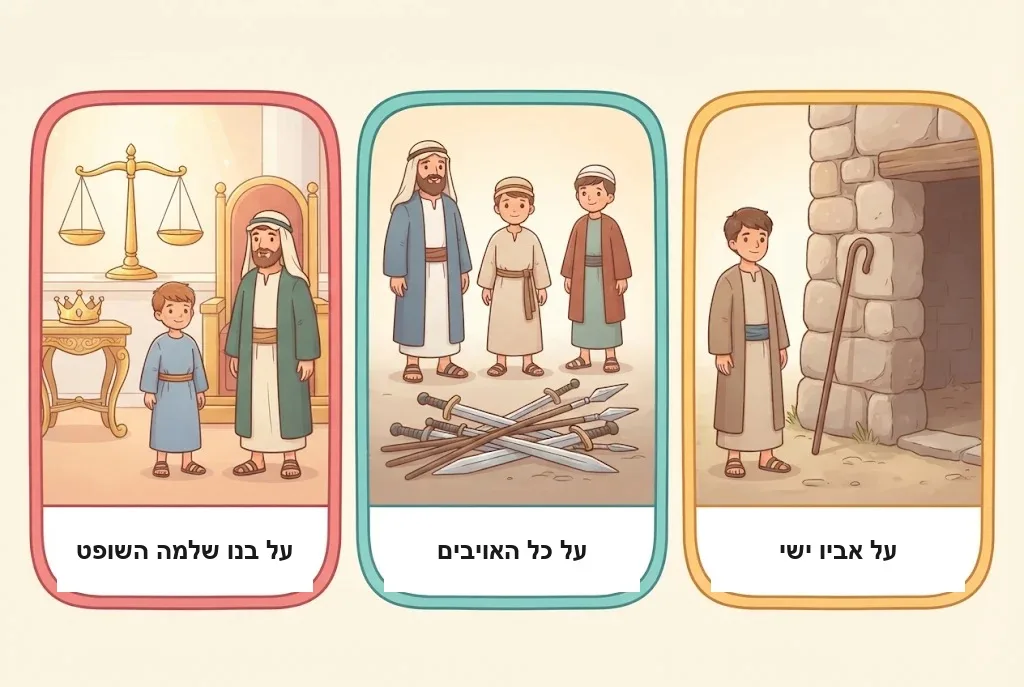 על אביו ישי
על כל האויבים
על בנו שלמה השופט